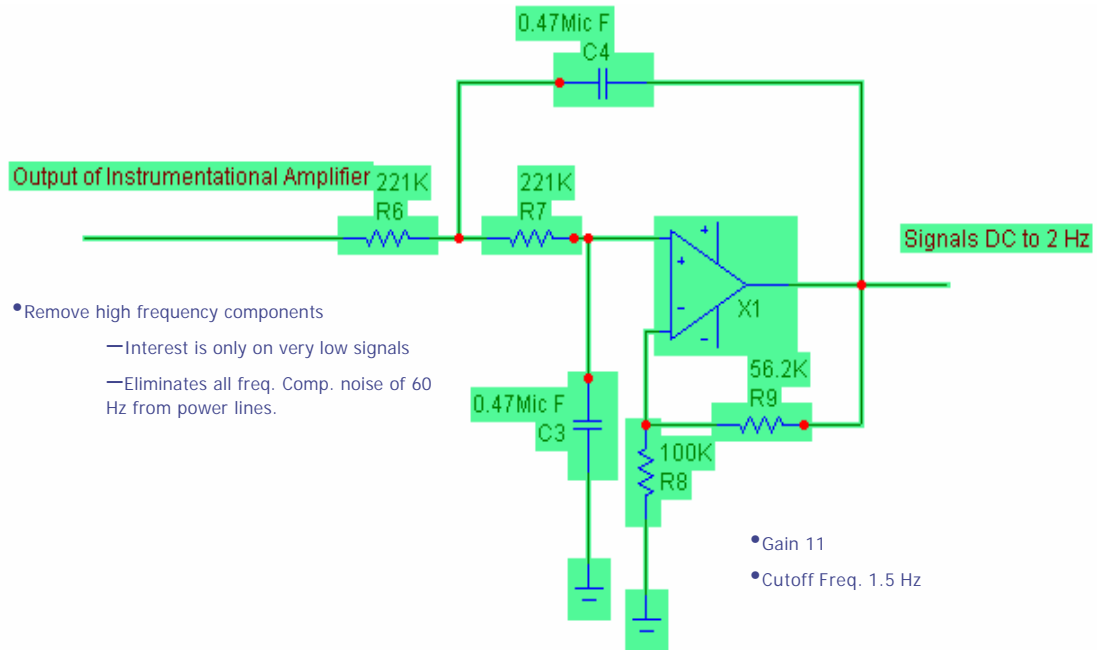 0.47Mic F
C4
Output of Instrumentational Amplifier
221K
R6
221K
R7
+
+
-
-
X1
Signals DC to 2 Hz
•Remove high frequency components
—Interest is only on very low signals
—Eliminates all freq. Comp. noise of 60
Hz from power lines.
0.47Mic F
C3
56.2K
R9
100K
R8
•Gain 11
•Cutoff Freq. 1.5 Hz